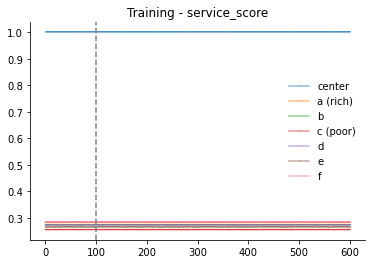 Training - service_score
1.0
0.9
0.8
0.7
0.6
0.5
0.4
0.3
center
a (rich)
b
c (poor)
d
e
f
0 100 200 300 400 500 600